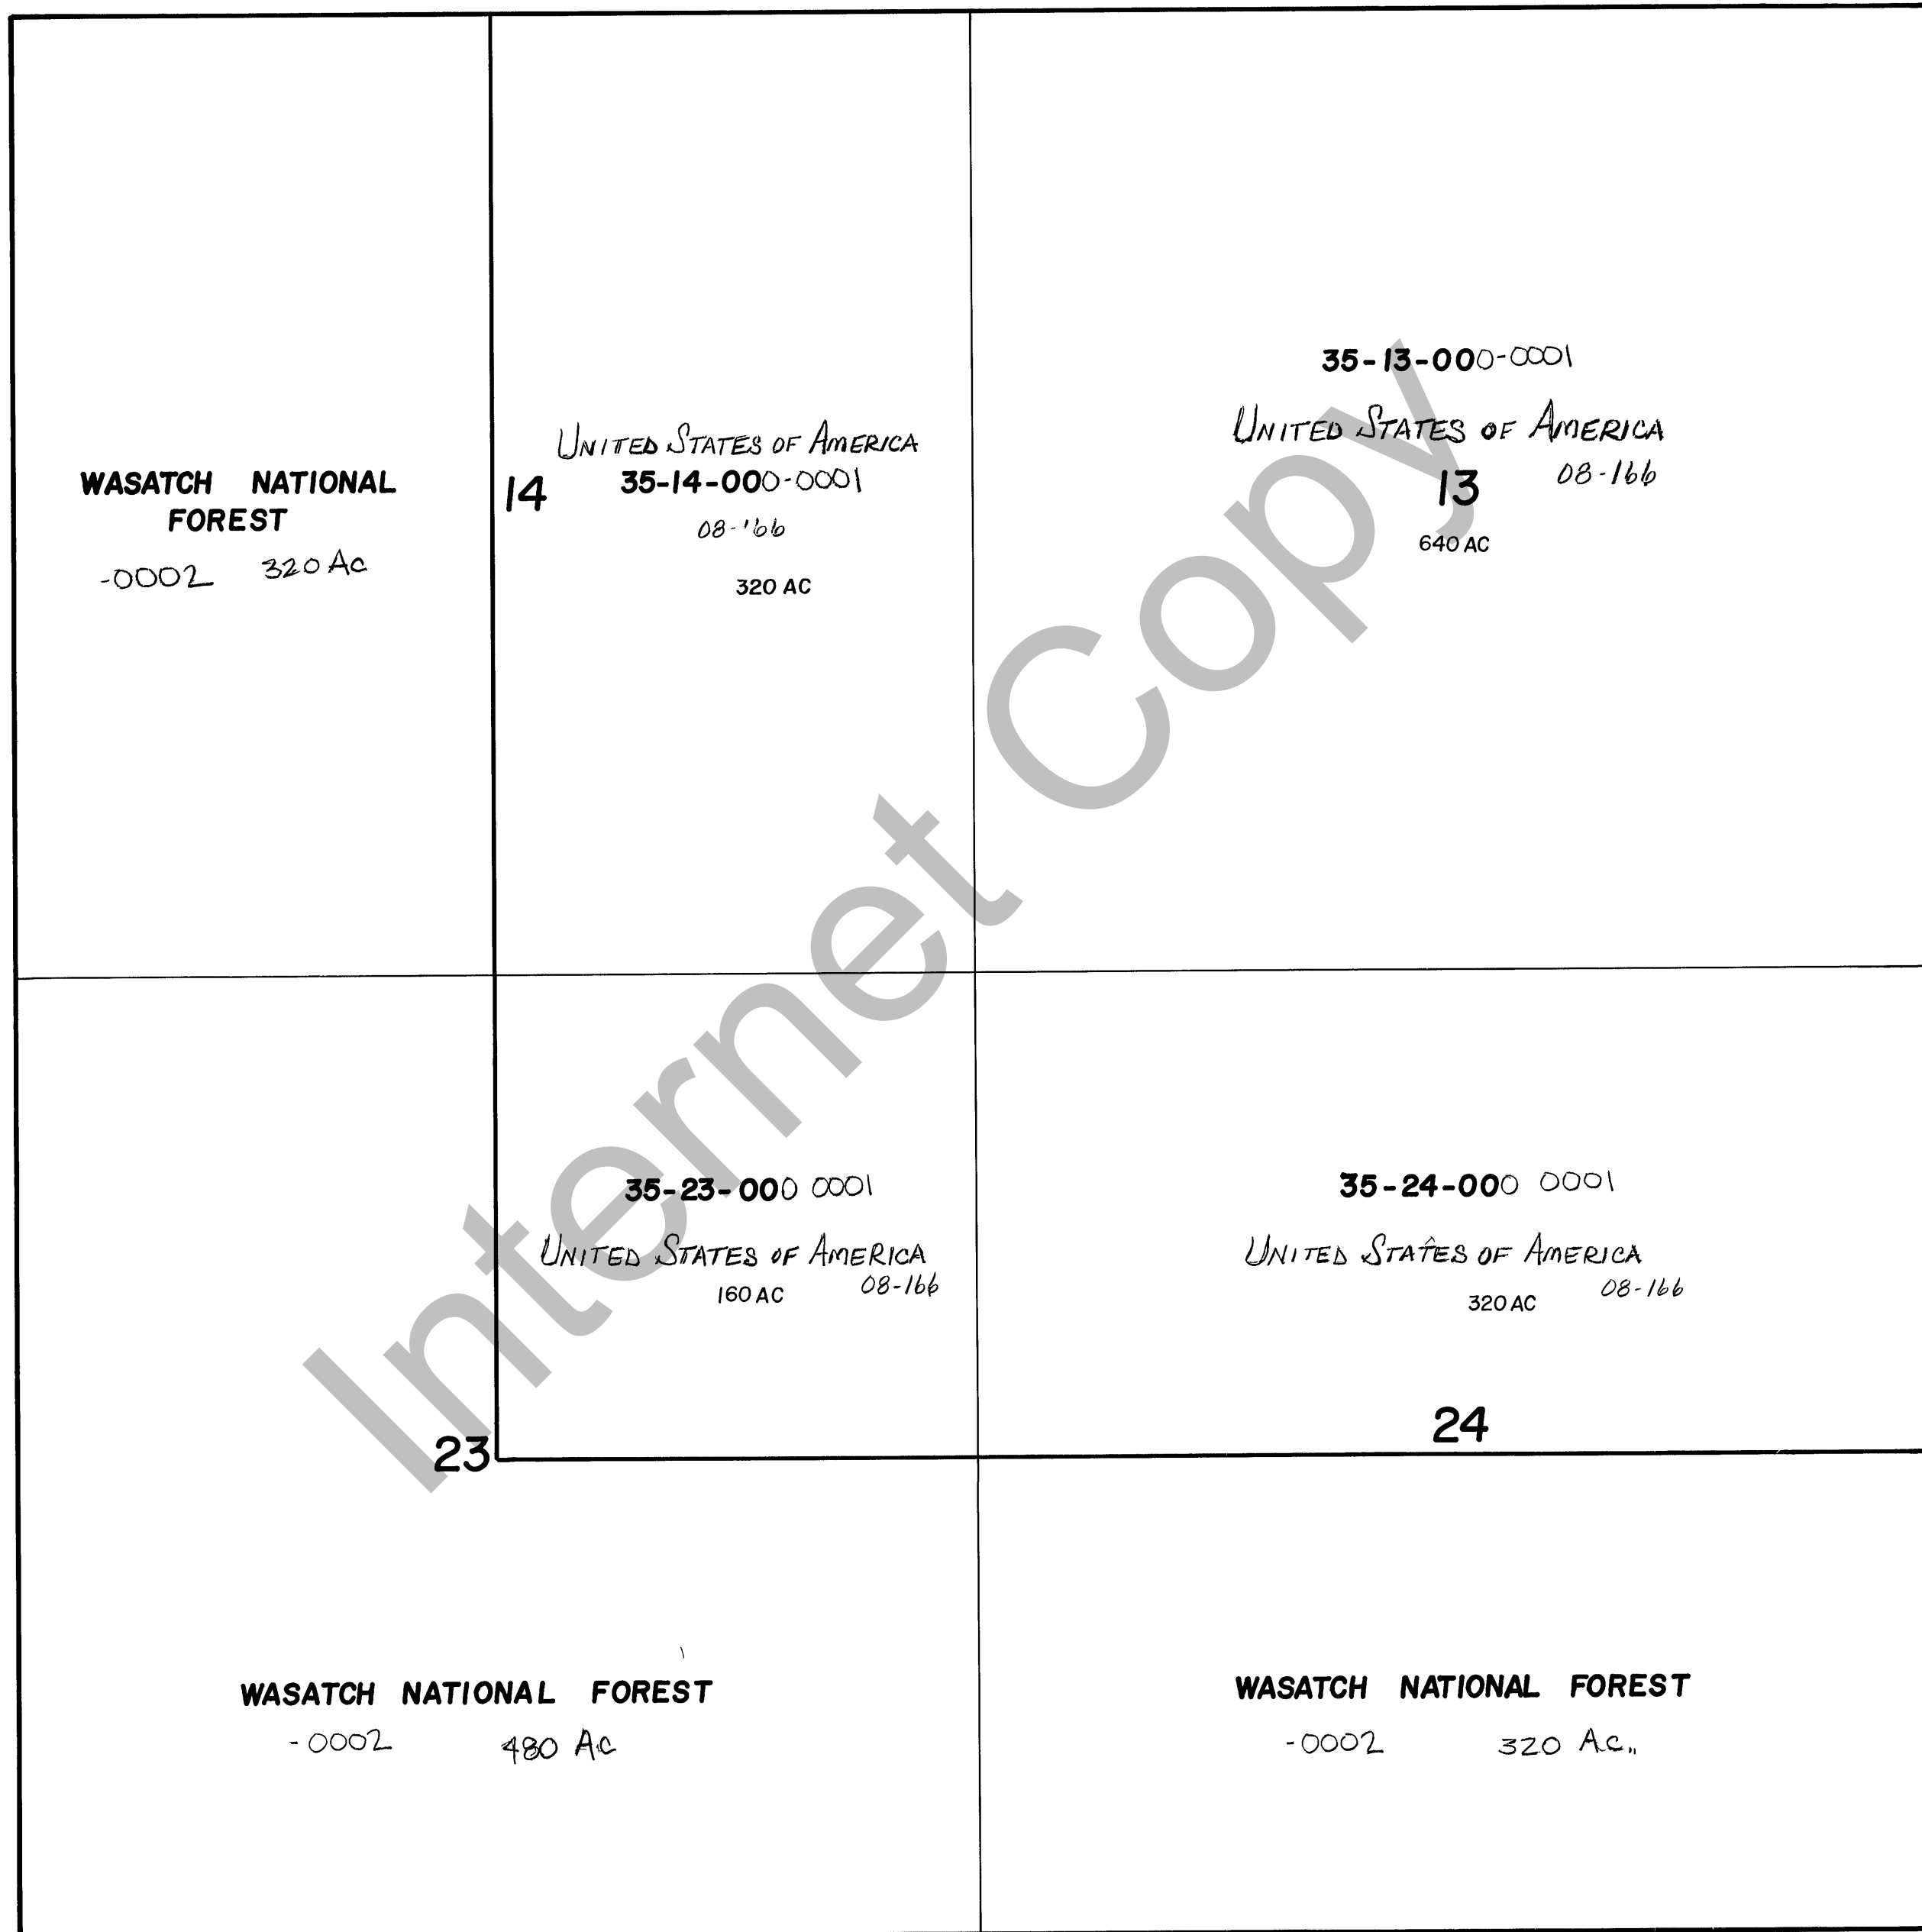 WASATCH NATIONAL
FOREST
-0002 320 Ac
14
UNITED STATES OF AMERICA
35-14-000-0001
08-166
320 AC
35-13-000-0001
UNITED STATES OF AMERICA
13 08-166
640 AC
35-23-000 0001
UNITED STATES OF AMERICA
160 AC 08-166
23
35-24-000 0001
UNITED STATES OF AMERICA
320 AC 08-166
24
WASATCH NATIONAL FOREST
-0002 480 Ac
WASATCH NATIONAL FOREST
-0002 320 Ac.
Internet Copy